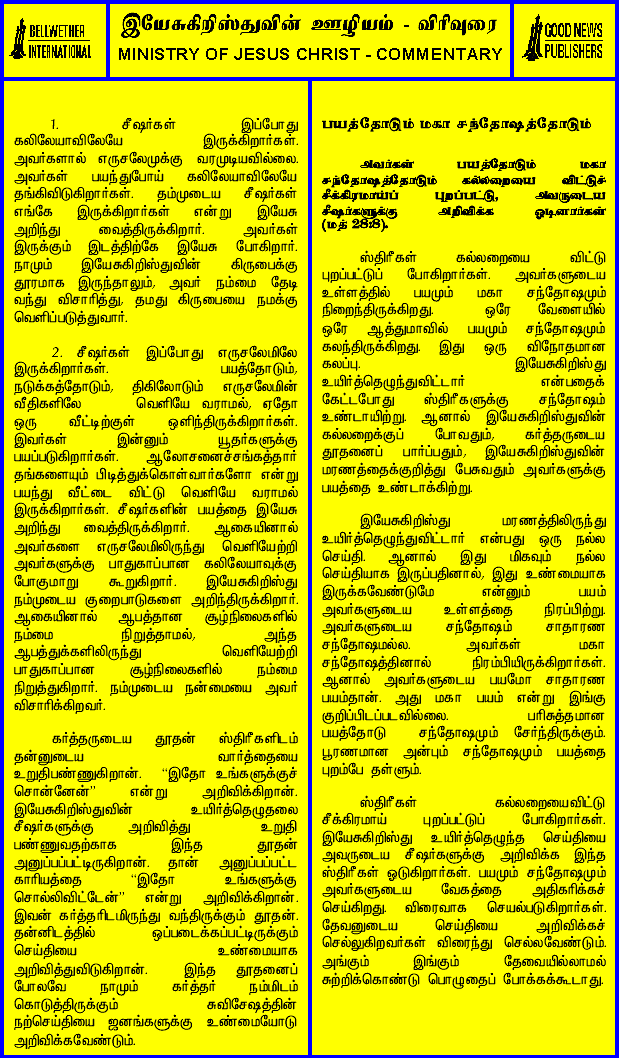 BELLWETHER
INTERNATIONAL
இயேசுகிறிஸ்துவின் ஊழியம் - விரிவுரை
MINISTRY OF JESUS CHRIST - COMMENTARY
GOOD NEWS
PUBLISHERS
1. சீஷர்கள் இப்போது
கலிலேயாவிலேயே இருக்கிறார்கள்.
அவர்களால் எருசலேமுக்கு வரமுடியவில்லை.
அவர்கள் பயந்துபோய் கலிலேயாவிலேயே
தங்கிவிடுகிறார்கள். தம்முடைய சீஷர்கள்
எங்கே இருக்கிறார்கள் என்று இயேசு
அறிந்து வைத்திருக்கிறார். அவர்கள்
இருக்கும் இடத்திற்கே இயேசு போகிறார்.
நாமும் இயேசுகிறிஸ்துவின் கிருபைக்கு
தூரமாக இருந்தாலும், அவர் நம்மை தேடி
வந்து விசாரித்து, தமது கிருபையை நமக்கு
வெளிப்படுத்துவார்.
2. சீஷர்கள் இப்போது எருசலேமிலே
இருக்கிறார்கள். பயத்தோடும்,
நடுக்கத்தோடும், திகிலோடும் எருசலேமின்
வீதிகளிலே வெளியே வராமல், ஏதோ
ஒரு வீட்டிற்குள் ஒளிந்திருக்கிறார்கள்.
இவர்கள் இன்னும் யூதர்களுக்கு
பயப்படுகிறார்கள். ஆலோசனைச்சங்கத்தார்
தங்களையும் பிடித்துக்கொள்வார்களோ என்று
பயந்து வீட்டை விட்டு வெளியே வராமல்
இருக்கிறார்கள். சீஷர்களின் பயத்தை இயேசு
அறிந்து வைத்திருக்கிறார். ஆகையினால்
அவர்களை எருசலேமிலிருந்து வெளியேற்றி
அவர்களுக்கு பாதுகாப்பான கலிலேயாவுக்கு
போகுமாறு கூறுகிறார். இயேசுகிறிஸ்து
நம்முடைய குறைபாடுகளை அறிந்திருக்கிறார்.
ஆகையினால் ஆபத்தான சூழ்நிலைகளில்
நம்மை நிறுத்தாமல், அந்த
ஆபத்துக்களிலிருந்து வெளியேற்றி
பாதுகாப்பான சூழ்நிலைகளில் நம்மை
நிறுத்துகிறார். நம்முடைய நன்மையை அவர்
விசாரிக்கிறவர்.
கர்த்தருடைய தூதன் ஸ்திரீகளிடம்
தன்னுடைய வார்த்தையை
உறுதிபண்ணுகிறான். “இதோ உங்களுக்குச்
சொன்னேன்” என்று அறிவிக்கிறான்.
இயேசுகிறிஸ்துவின் உயிர்த்தெழுதலை
சீஷர்களுக்கு அறிவித்து உறுதி
பண்ணுவதற்காக இந்த தூதன்
அனுப்பப்பட்டிருகிறான். தான் அனுப்பப்பட்ட
காரியத்தை “இதோ உங்களுக்கு
சொல்லிவிட்டேன்” என்று அறிவிக்கிறான்.
இவன் கர்த்தரிடமிருந்து வந்திருக்கும் தூதன்.
தன்னிடத்தில் ஒப்படைக்கப்பட்டிருக்கும்
செய்தியை உண்மையாக
அறிவித்துவிடுகிறான். இந்த தூதனைப்
போலவே நாமும் கர்த்தர் நம்மிடம்
கொடுத்திருக்கும் சுவிசேஷத்தின்
நற்செய்தியை ஜனங்களுக்கு உண்மையோடு
அறிவிக்கவேண்டும்.
பயத்தோடும் மகா சந்தோஷத்தோடும்
அவர்கள் பயத்தோடும் மகா
சந்தோஷத்தோடும் கல்லறையை விட்டுச்
சீக்கிரமாய்ப் புறப்பட்டு, அவருடைய
சீஷர்களுக்கு அறிவிக்க ஓடினார்கள்
(மத் 28:8).
ஸ்திரீகள் கல்லறையை விட்டு
புறப்பட்டுப் போகிறார்கள். அவர்களுடைய
உள்ளத்தில் பயமும் மகா சந்தோஷமும்
நிறைந்திருக்கிறது. ஒரே வேளையில்
ஒரே ஆத்துமாவில் பயமும் சந்தோஷமும்
கலந்திருக்கிறது. இது ஒரு விநோதமான
கலப்பு. இயேசுகிறிஸ்து
உயிர்த்தெழுந்துவிட்டார் என்பதைக்
கேட்டபோது ஸ்திரீகளுக்கு சந்தோஷம்
உண்டாயிற்று. ஆனால் இயேசுகிறிஸ்துவின்
கல்லறைக்குப் போவதும், கர்த்தருடைய
தூதனைப் பார்ப்பதும், இயேசுகிறிஸ்துவின்
மரணத்தைக்குறித்து பேசுவதும் அவர்களுக்கு
பயத்தை உண்டாக்கிற்று.
இயேசுகிறிஸ்து மரணத்திலிருந்து
உயிர்த்தெழுந்துவிட்டார் என்பது ஒரு நல்ல
செய்தி. ஆனால் இது மிகவும் நல்ல
செய்தியாக இருப்பதினால், இது உண்மையாக
இருக்கவேண்டுமே என்னும் பயம்
அவர்களுடைய உள்ளத்தை நிரப்பிற்று.
அவர்களுடைய சந்தோஷம் சாதாரண
சந்தோஷமல்ல. அவர்கள் மகா
சந்தோஷத்தினால் நிரம்பியிருக்கிறார்கள்.
ஆனால் அவர்களுடைய பயமோ சாதாரண
பயம்தான். அது மகா பயம் என்று இங்கு
குறிப்பிடப்படவில்லை. பரிசுத்தமான
பயத்தோடு சந்தோஷமும் சேர்ந்திருக்கும்.
பூரணமான அன்பும் சந்தோஷமும் பயத்தை
புறம்பே தள்ளும்.
ஸ்திரீகள் கல்லறையைவிட்டு
சீக்கிரமாய் புறப்பட்டுப் போகிறார்கள்.
இயேசுகிறிஸ்து உயிர்த்தெழுந்த செய்தியை
அவருடைய சீஷர்களுக்கு அறிவிக்க இந்த
ஸ்திரீகள் ஓடுகிறார்கள். பயமும் சந்தோஷமும்
அவர்களுடைய வேகத்தை அதிகரிக்கச்
செய்கிறது. விரைவாக செயல்படுகிறார்கள்.
தேவனுடைய செய்தியை அறிவிக்கச்
செல்லுகிறவர்கள் விரைந்து செல்லவேண்டும்.
அங்கும் இங்கும் தேவையில்லாமல்
சுற்றிக்கொண்டு பொழுதைப் போக்கக்கூடாது.